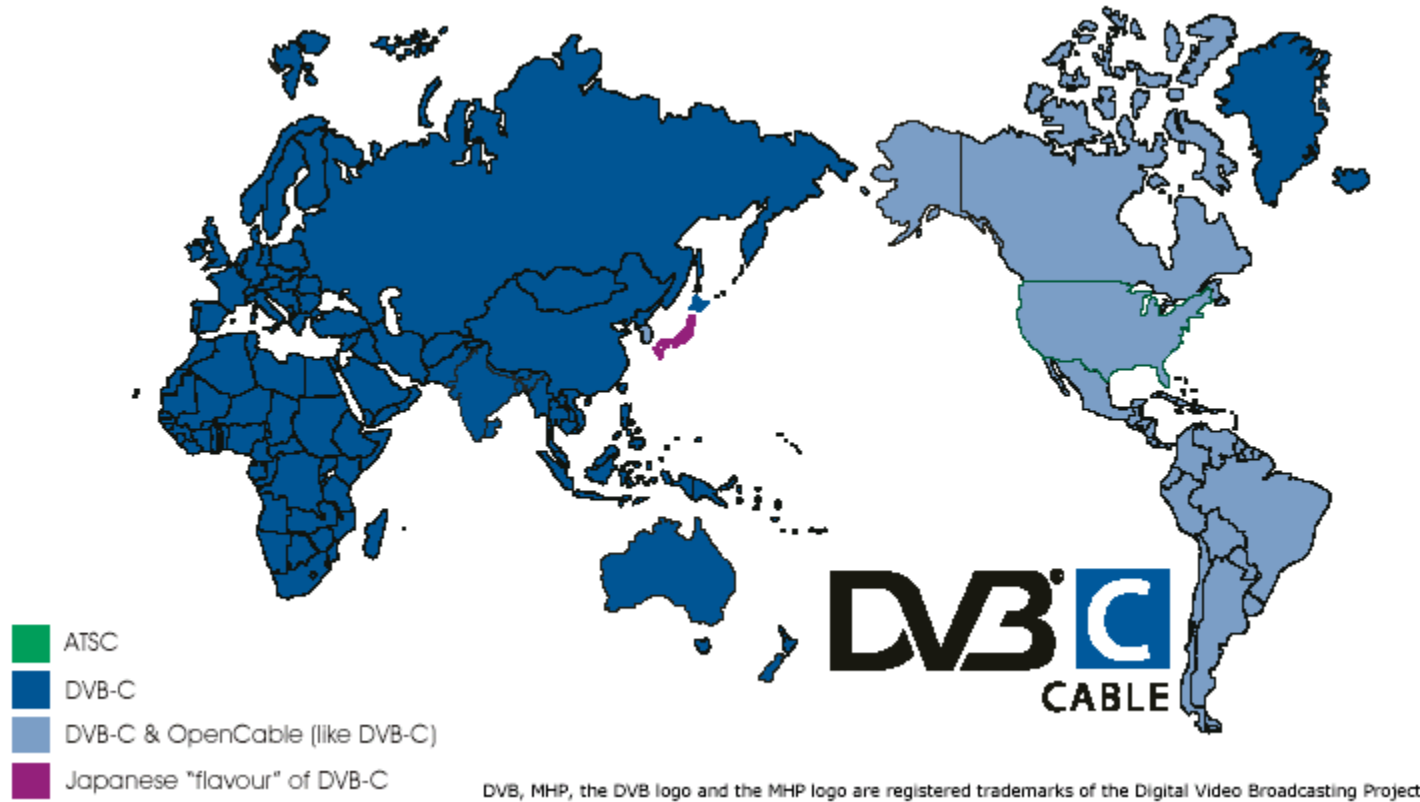 DVB C
CABLE
ATSC
DVB-C
DVB-C & OpenCable (like DVB-C)
Japanese "flavour" of DVB-C
DVB, MHP, the DVB logo and the MHP logo are registered trademarks of the Digital Video Broadcasting Project